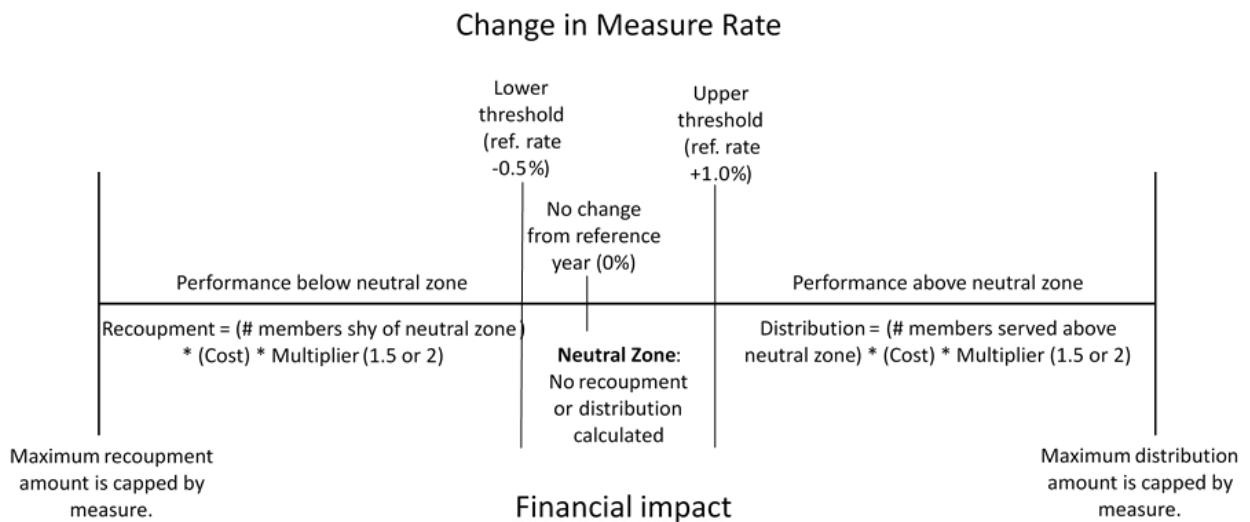 Change in Measure Rate
Lower
threshold
(ref. rate
-0.5%)
Upper
threshold
(ref. rate
+1.0%)
No change
from reference
year (0%)
Performance below neutral zone
Performance above neutral zone
Recoupment = (# members shy of neutral zone )
* (Cost) * Multiplier (1.5 or 2)
Neutral Zone:
No recoupment
or distribution
calculated
Distribution = (# members served above
neutral zone) * (Cost) * Multiplier (1.5 or 2)
Maximum recoupment
amount is capped by
measure.
Financial impact
Maximum distribution
amount is capped by
measure.